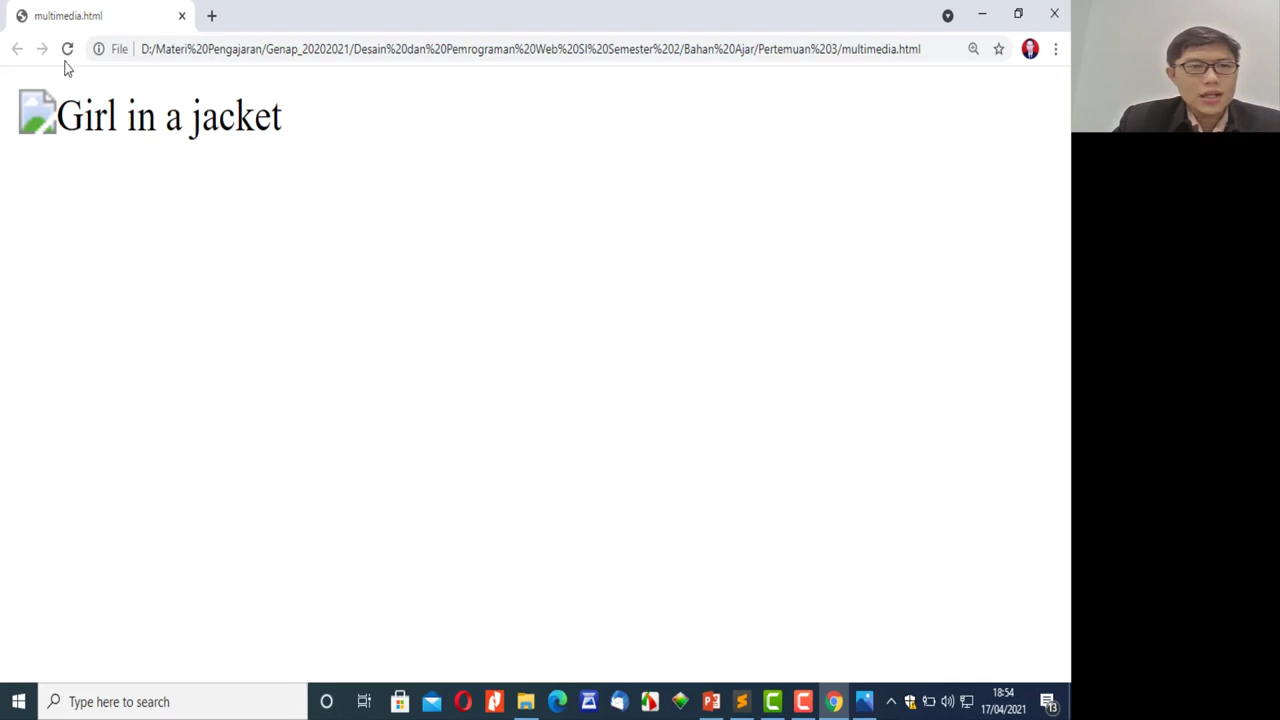 multimedia.html
File
D:/Materi%20Pengajaran/Genap_20202021/Desain%20dan%20Pemrograman%20Web%20SI%20Semester%202/Bahan%20Ajar/Pertemuan%203/multimedia.html
Girl in a jacket
Type here to search
18:54
17/04/2021
13